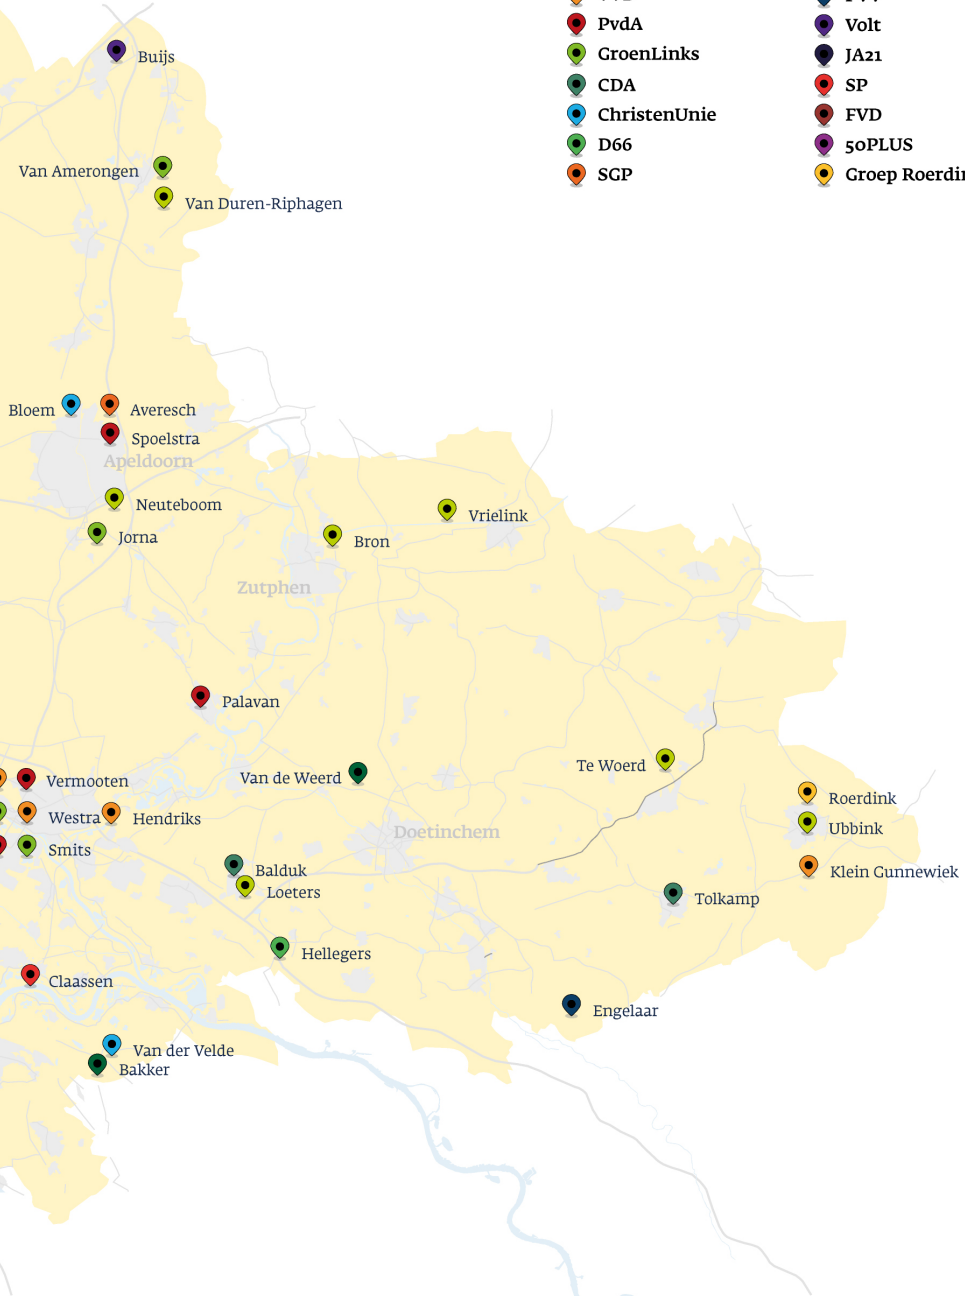 PvdA
GroenLinks
CDA
ChristenUnie
D66
SGP
Volt
JA21
SP
FVD
50PLUS
Groep Roerdin
Buijs
Van Amerongen
Van Duren-Riphagen
Bloem
Averesch
Spoelstra
Apeldoorn
Neuteboom
Jorna
Vrielink
Bron
Zutphen
Palavan
Te Woerd
Van de Weerd
Vermooten
Roerdink
Westra
Hendriks
Ubbink
Doetinchem
Smits
Balduk
Klein Gunnewiek
Loeters
Tolkamp
Hellegers
Claassen
Engelaar
Van der Velde
Bakker